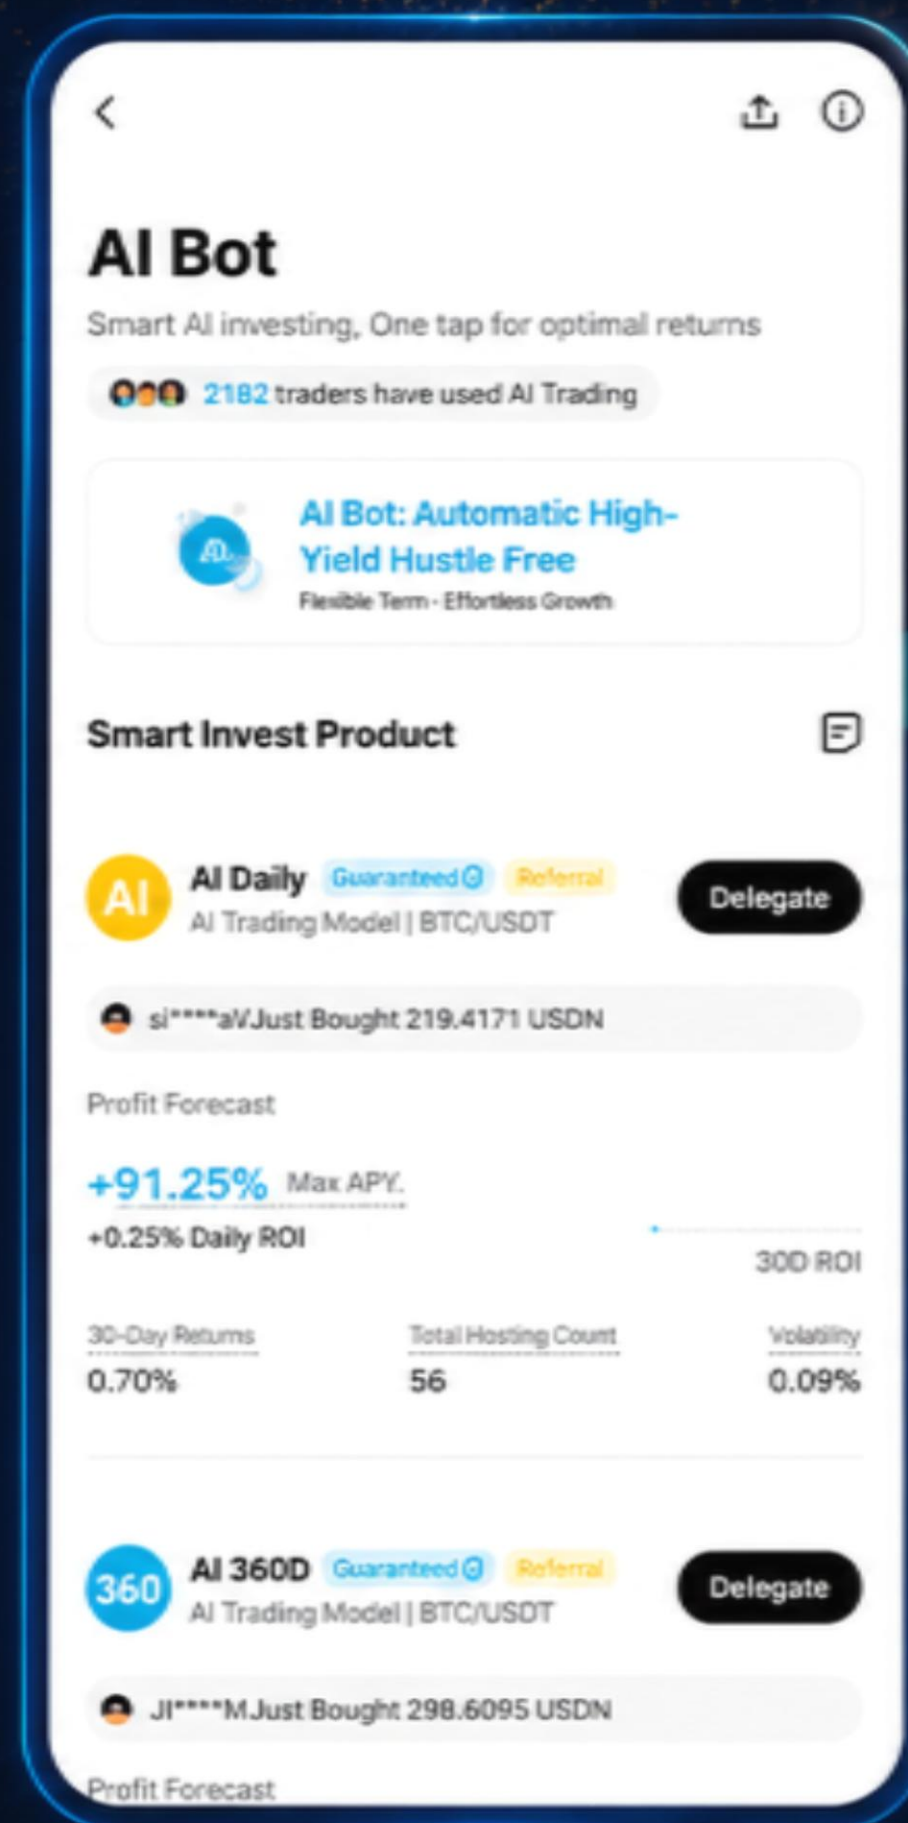 AI Bot
Smart AI investing, One tap for optimal returns
2182 traders have used AI Trading
AI Bot: Automatic High-
Yield Hustle Free
Flexible Term · Effortless Growth
Smart Invest Product
AI
AI Daily Guaranteed Referral
Delegate
AI Trading Model | BTC/USDT
si****aVJust Bought 219.4171 USDN
Profit Forecast
+91.25% Max APY.
+0.25% Daily ROI
30D ROI
30-Day Returns Total Hosting Count Volatility
0.70% 56 0.09%
360
AI 360D Guaranteed Referral
Delegate
AI Trading Model | BTC/USDT
JI****MJust Bought 298.6095 USDN
Profit Forecast